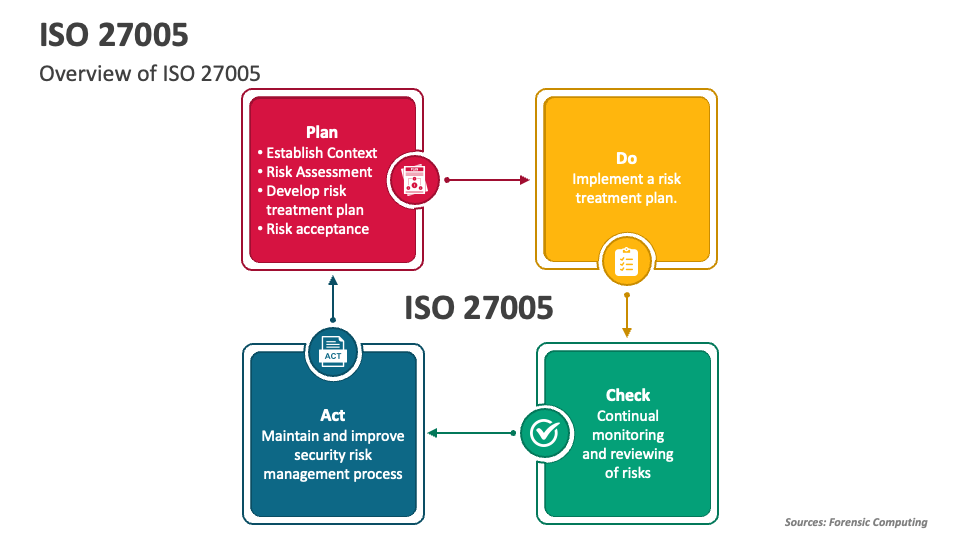 ISO 27005
Overview of ISO 27005
Plan
• Establish Context
• Risk Assessment
• Develop risk
treatment plan
• Risk acceptance
Do
Implement a risk
treatment plan.
ISO 27005
Act
Maintain and improve
security risk
management process
ACT
Check
Continual
monitoring
and reviewing
of risks
Sources: Forensic Computing